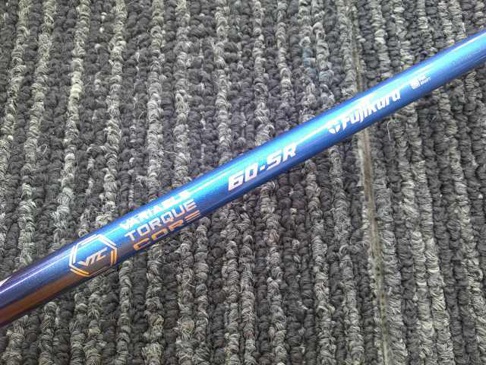 VTC
VARIABLE
TORQUE
CORE
60-SR
Fujikura